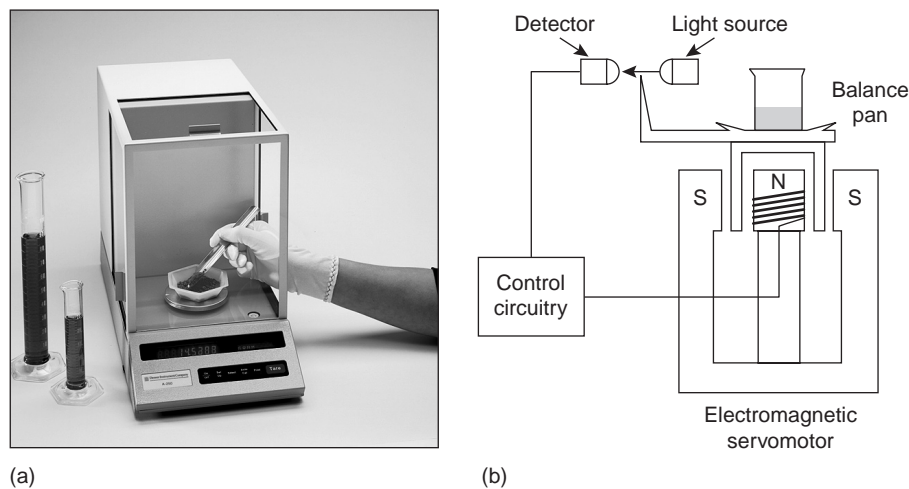 Detector
Light source
Balance
pan
N
S
S
Control
circuitry
Electromagnetic
servomotor
Tare
(a)
(b)